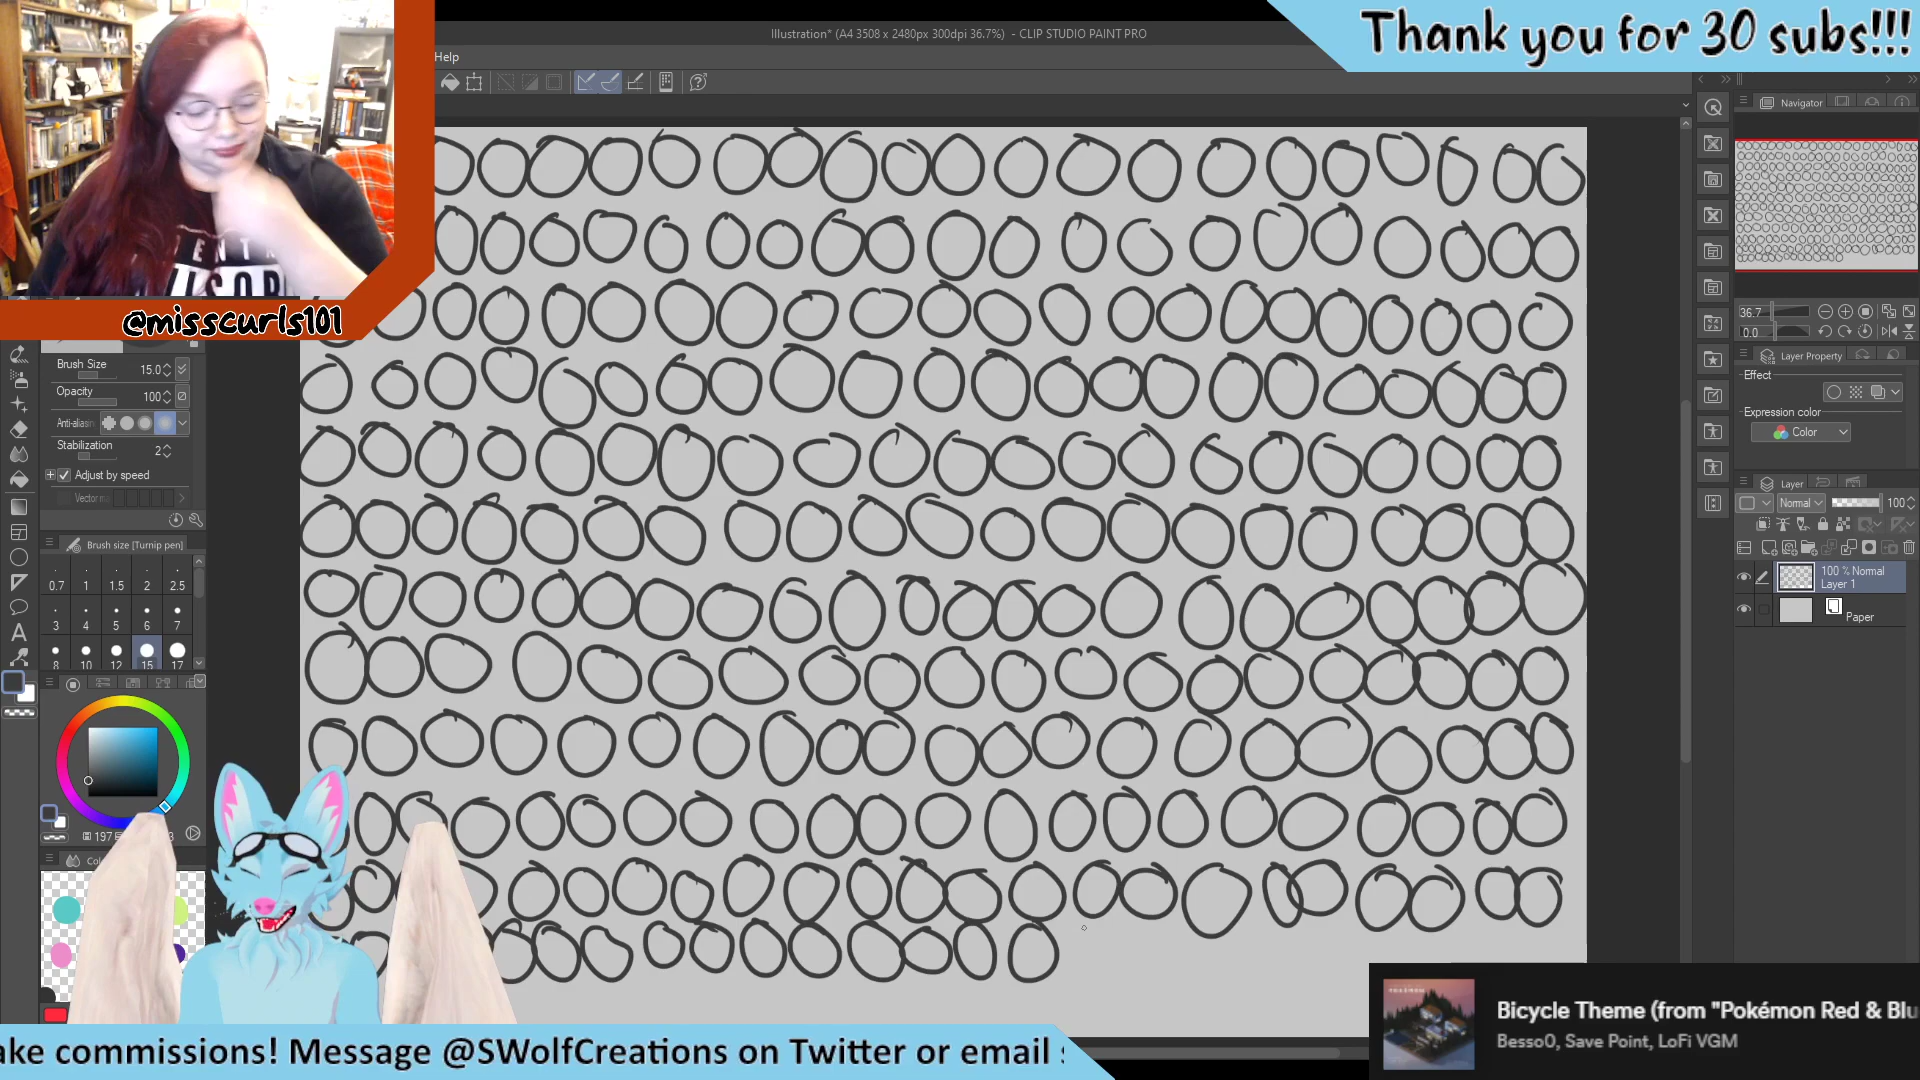 Illustration* (A4 3508 x 2480px 300dpi 36.7%) - CLIP STUDIO PAINT PRO
Thank you for 30 subs!!!
Help
Navigator
@misscurls101
36.7
0.0
Layer Property
Effect
Expression color
Color
Brush Size 15.0
Opacity 100
Anti-aliasing
Stabilization 2
Adjust by speed
Vector
Brush size [Turnip pen]
0.7 1 1.5 2 2.5
3 4 5 6 7
8 10 12 15 17
Layer
Normal 100
100 % Normal
Layer 1
Paper
197
Bicycle Theme (from "Pokémon Red & Blu
Besso0, Save Point, LoFi VGM
ake commissions! Message @SWolfCreations on Twitter or email